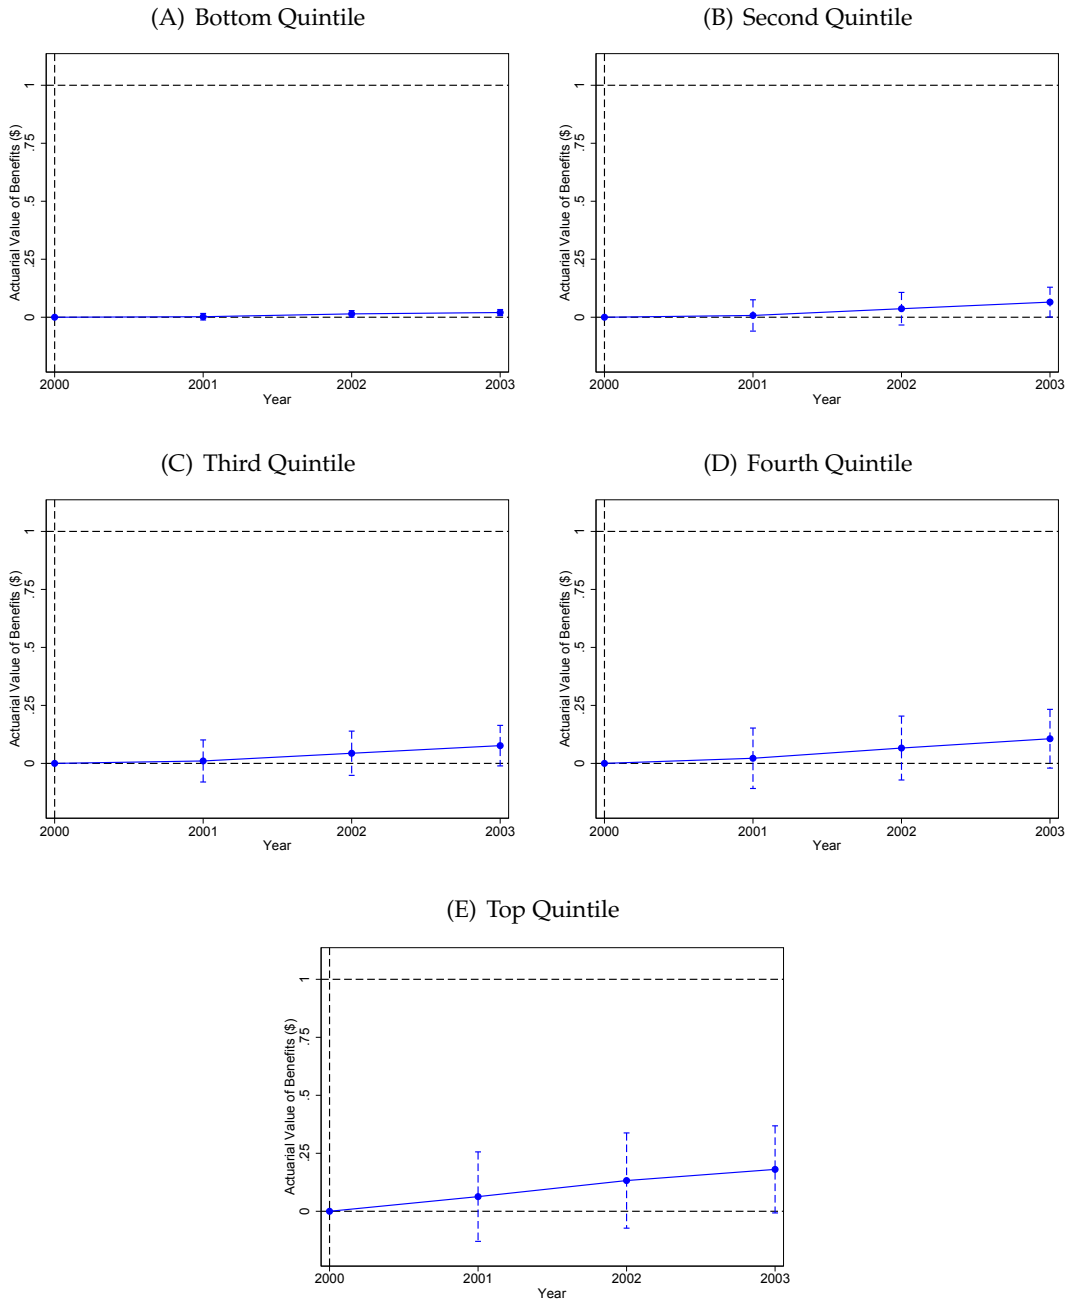 (A) Bottom Quintile
Actuarial Value of Benefits ($)
1
.75
.5
.25
0
2000 2001 2002 2003
Year
(B) Second Quintile
Actuarial Value of Benefits ($)
1
.75
.5
.25
0
2000 2001 2002 2003
Year
(C) Third Quintile
Actuarial Value of Benefits ($)
1
.75
.5
.25
0
2000 2001 2002 2003
Year
(D) Fourth Quintile
Actuarial Value of Benefits ($)
1
.75
.5
.25
0
2000 2001 2002 2003
Year
(E) Top Quintile
Actuarial Value of Benefits ($)
1
.75
.5
.25
0
2000 2001 2002 2003
Year